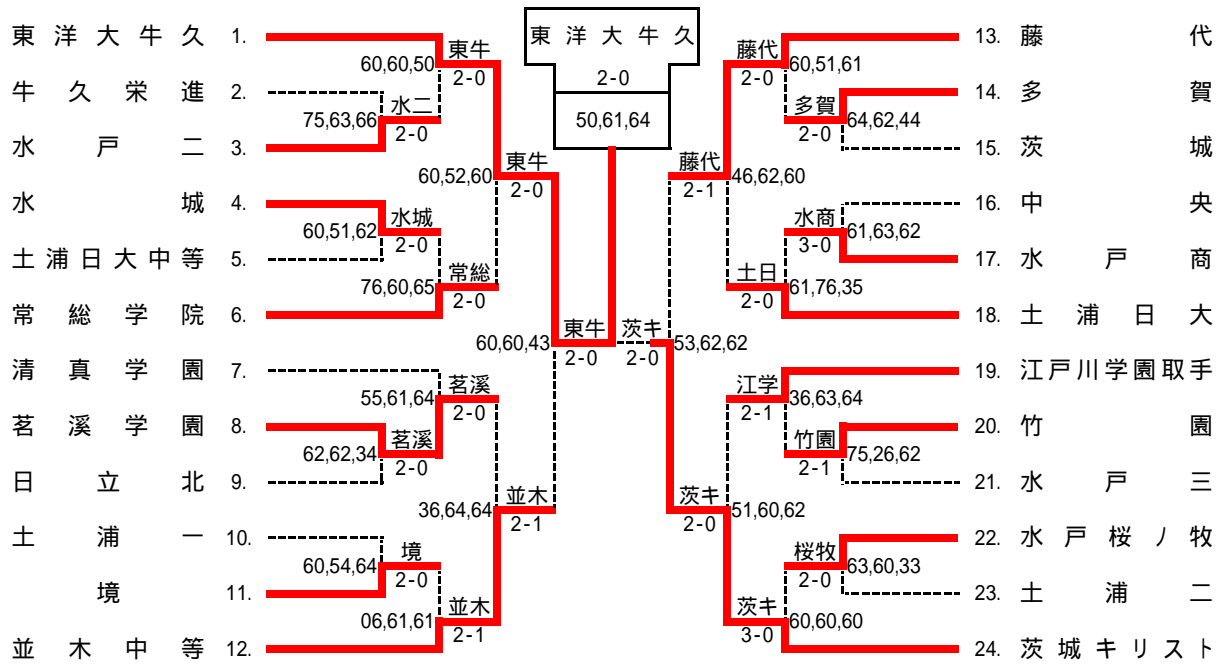 東洋大牛久 1.
牛久栄進 2.
水戸二 3.
水城 4.
土浦日大中等 5.
常総学院 6.
清真学園 7.
茗溪学園 8.
日立北 9.
土浦一 10.
境 11.
並木中等 12.
東牛
60,60,50
2-0
水二
75,63,66
2-0
東牛
60,52,60
2-0
水城
60,51,62
2-0
常総
76,60,65
2-0
東牛
60,60,43
2-0
茗溪
55,61,64
2-0
茗溪
62,62,34
2-0
並木
36,64,64
2-1
境
60,54,64
2-0
並木
06,61,61
2-1
東洋大牛久
2-0
50,61,64
藤代
60,51,61
2-0
多賀
64,62,44
2-0
藤代
46,62,60
2-1
水商
61,63,62
3-0
土日
61,76,35
2-0
茨キ
53,62,62
2-0
江学
36,63,64
2-1
竹園
75,26,62
2-1
茨キ
51,60,62
2-0
桜牧
63,60,33
2-0
茨キ
60,60,60
3-0
13. 藤代
14. 多賀
15. 茨城
16. 中央
17. 水戸商
18. 土浦日大
19. 江戸川学園取手
20. 竹園
21. 水戸三
22. 水戸桜ノ牧
23. 土浦二
24. 茨城キリスト